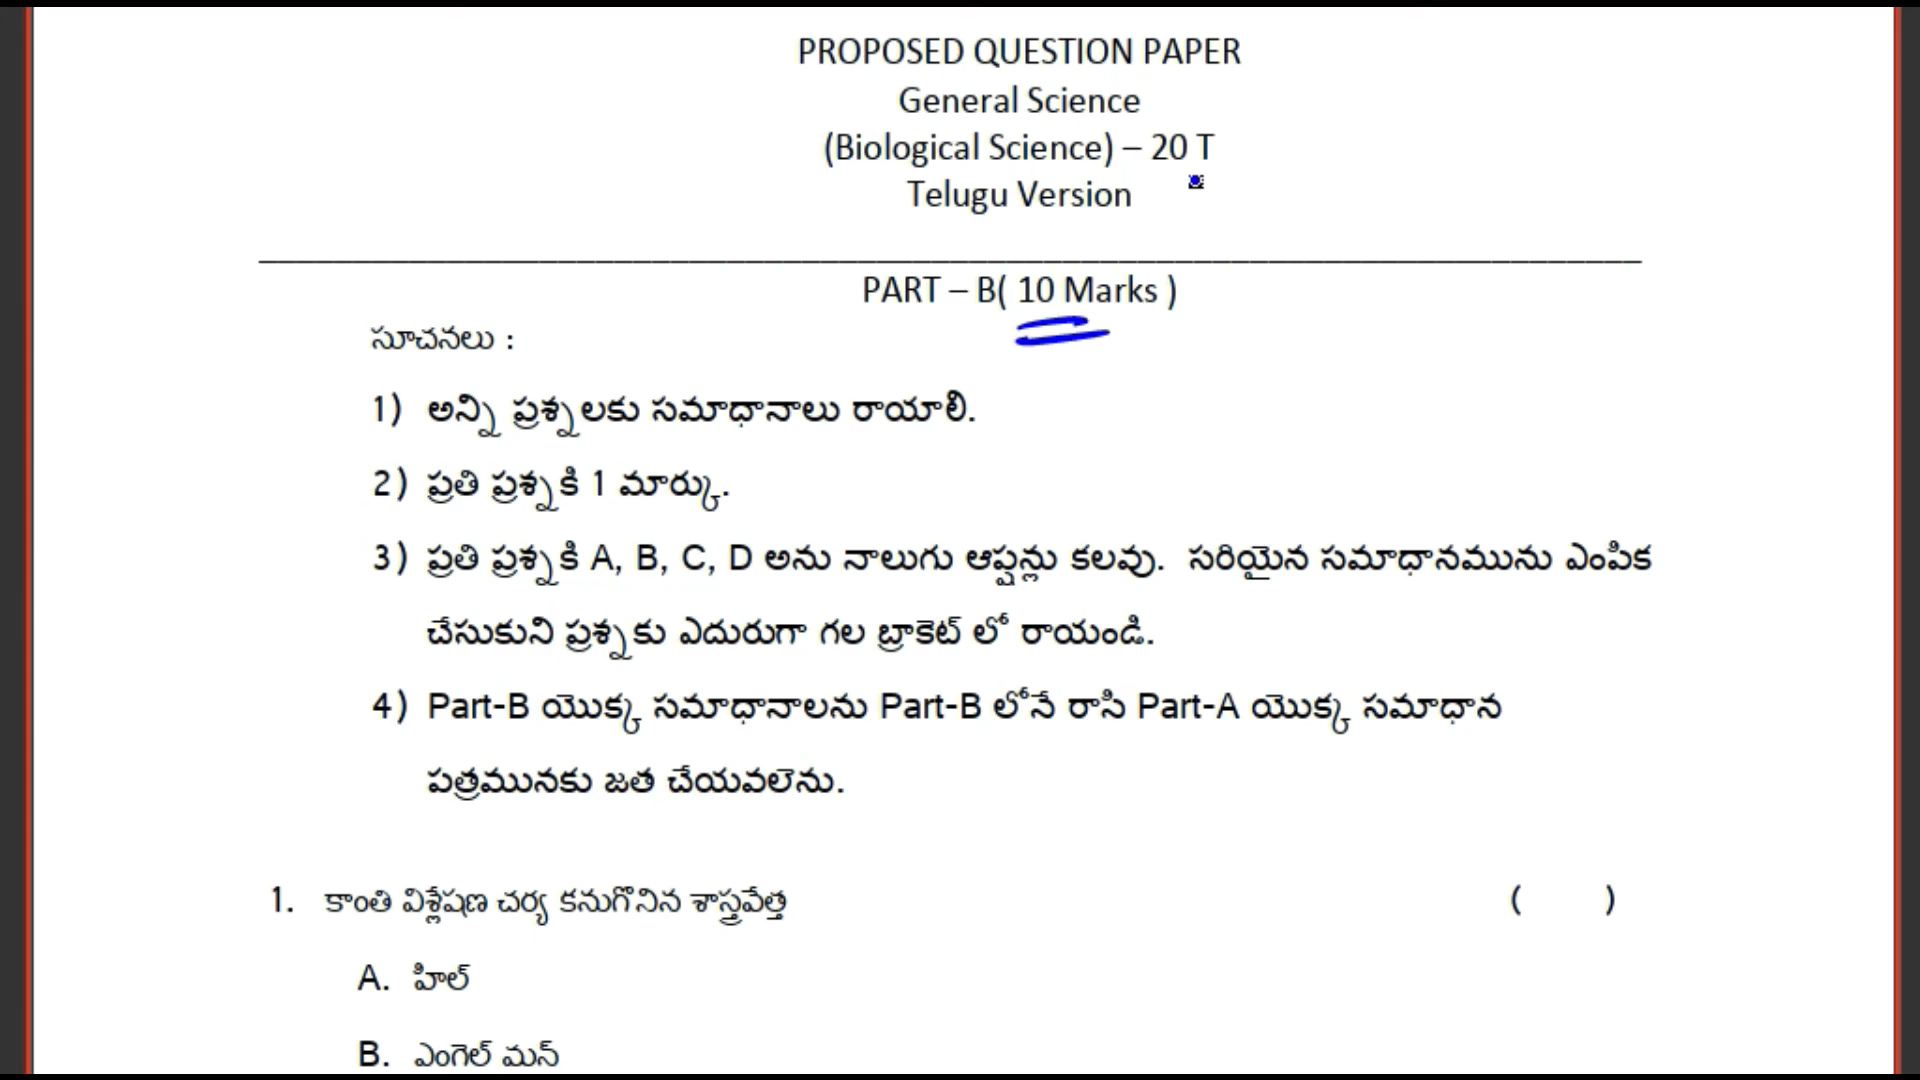 PROPOSED QUESTION PAPER
General Science
(Biological Science) – 20 T
Telugu Version
PART – B( 10 Marks )
సూచనలు :
1) అన్ని ప్రశ్నలకు సమాధానాలు రాయాలి.
2) ప్రతి ప్రశ్నకి 1 మార్కు.
3) ప్రతి ప్రశ్నకి A, B, C, D అను నాలుగు ఆప్షన్లు కలవు. సరియైన సమాధానమును ఎంపిక
చేసుకుని ప్రశ్నకు ఎదురుగా గల బ్రాకెట్ లో రాయండి.
4) Part-B యొక్క సమాధానాలను Part-B లోనే రాసి Part-A యొక్క సమాధాన
పత్రమునకు జత చేయవలెను.
1. కాంతి విశ్లేషణ చర్య కనుగొనిన శాస్త్రవేత్త ( )
A. హిల్
B. ఎంగెల్ మన్